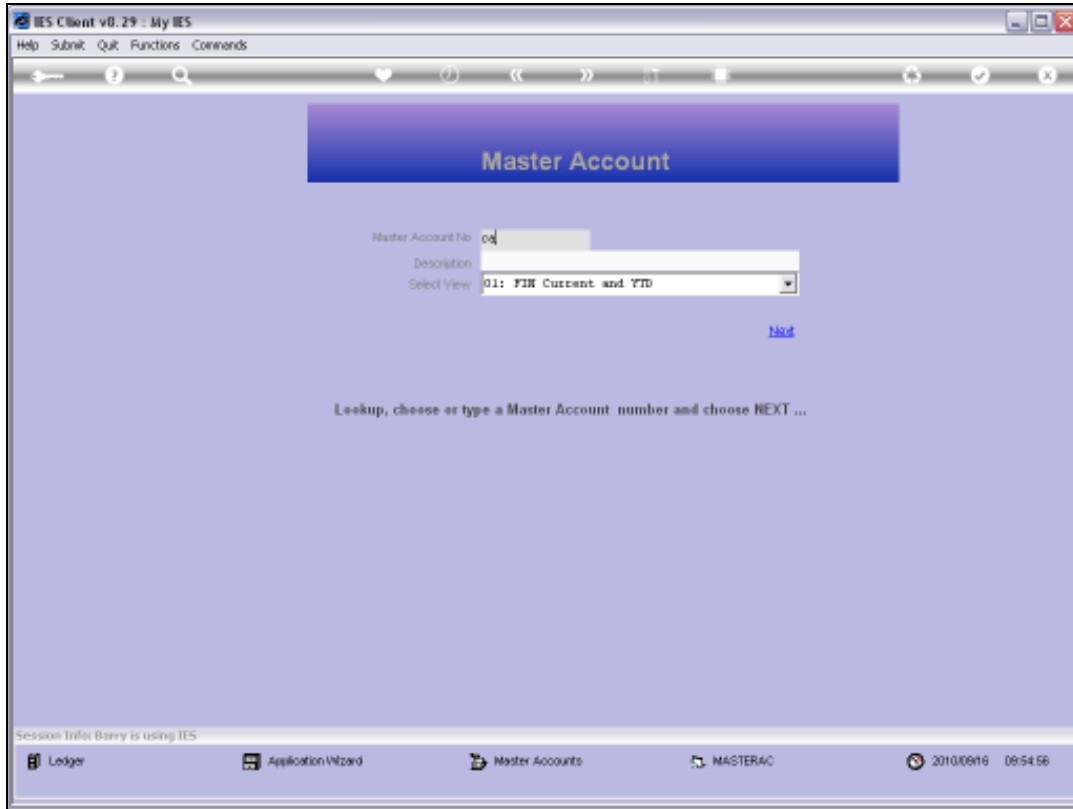 IES Client v8.29 : My IES
Help Submit Quit Functions Commands
Master Account
Master Account No ca
Description
Select View 01: FIN Current and YTD
Next
Lookup, choose or type a Master Account number and choose NEXT ...
Session Info: Barry is using IES
Ledger Application Wizard Master Accounts MASTERAC 2010/09/16 09:54:56